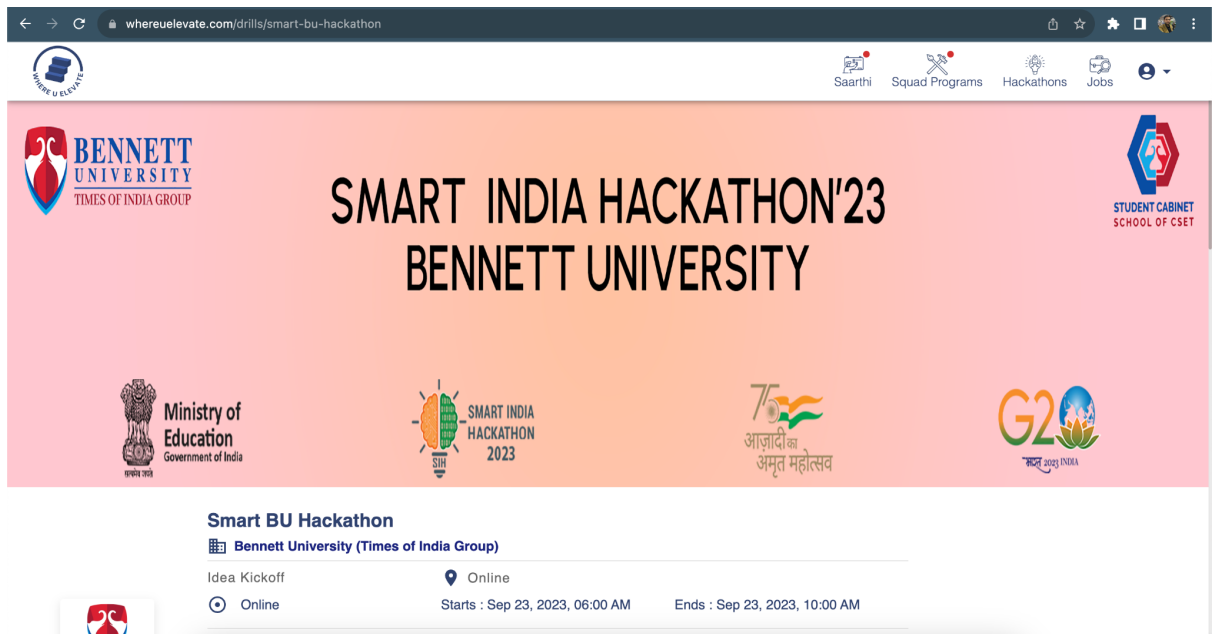 whereuelevate.com/drills/smart-bu-hackathon
WHERE U ELEVATE
Saarthi
Squad Programs
Hackathons
Jobs
BENNETT
UNIVERSITY
TIMES OF INDIA GROUP
SMART INDIA HACKATHON'23
BENNETT UNIVERSITY
STUDENT CABINET
SCHOOL OF CSET
Ministry of
Education
Government of India
सत्यमेव जयते
SMART INDIA
HACKATHON
2023
SIH
75
आज़ादी का
अमृत महोत्सव
G20
भारत 2023 INDIA
Smart BU Hackathon
Bennett University (Times of India Group)
Idea Kickoff
Online
Online
Starts : Sep 23, 2023, 06:00 AM
Ends : Sep 23, 2023, 10:00 AM